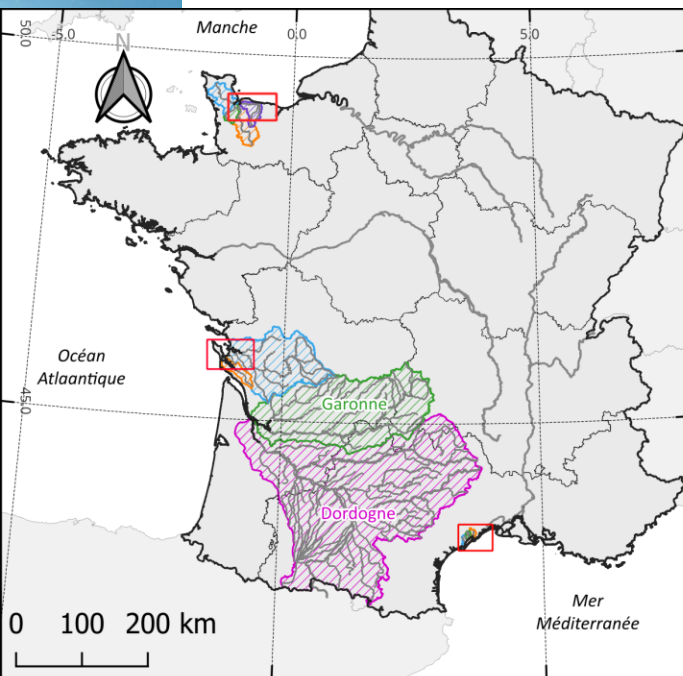 Manche
50.0
-5.0
0.0
5.0
N
Océan
Atlaantique
45.0
Garonne
Dordogne
Mer
Méditerranée
0 100 200 km